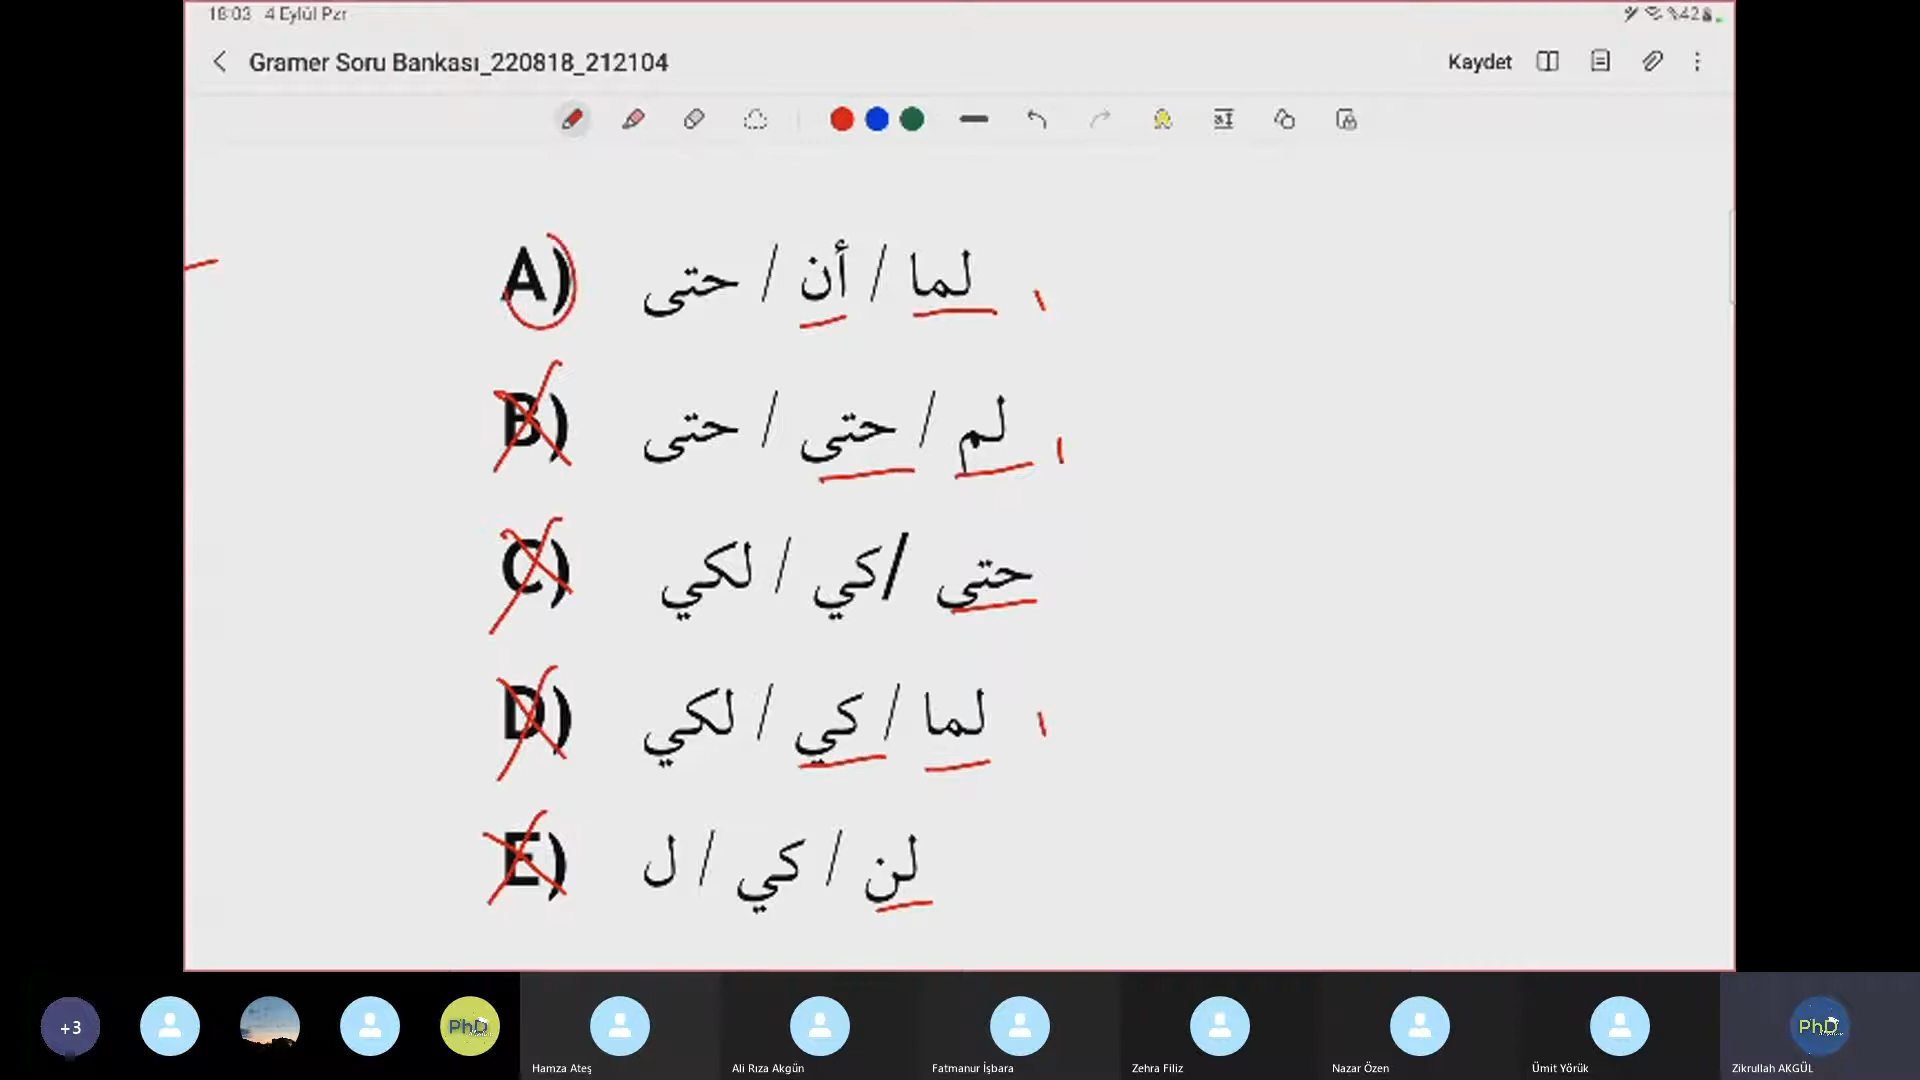 18:03 4 Eylül Pzr %42
Gramer Soru Bankası_220818_212104 Kaydet
A) لما / أن / حتى
B) لم / حتى / حتى
C) حتى / كي / لكي
D) لما / كي / لكي
E) لن / كي / ل
+3
PhD
Hamza Ateş
Ali Rıza Akgün
Fatmanur İşbara
Zehra Filiz
Nazar Özen
Ümit Yörük
PhD
Zikrullah AKGÜL